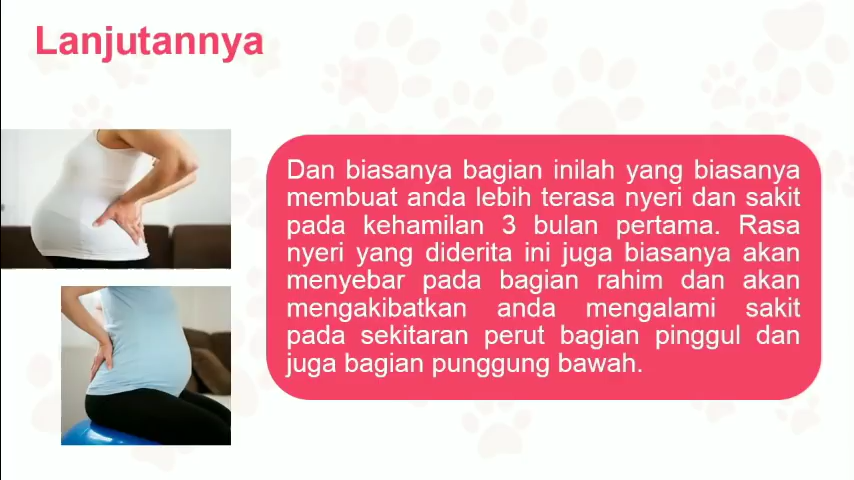 Lanjutannya
Dan biasanya bagian inilah yang biasanya
membuat anda lebih terasa nyeri dan sakit
pada kehamilan 3 bulan pertama. Rasa
nyeri yang diderita ini juga biasanya akan
menyebar pada bagian rahim dan akan
mengakibatkan anda mengalami sakit
pada sekitaran perut bagian pinggul dan
juga bagian punggung bawah.